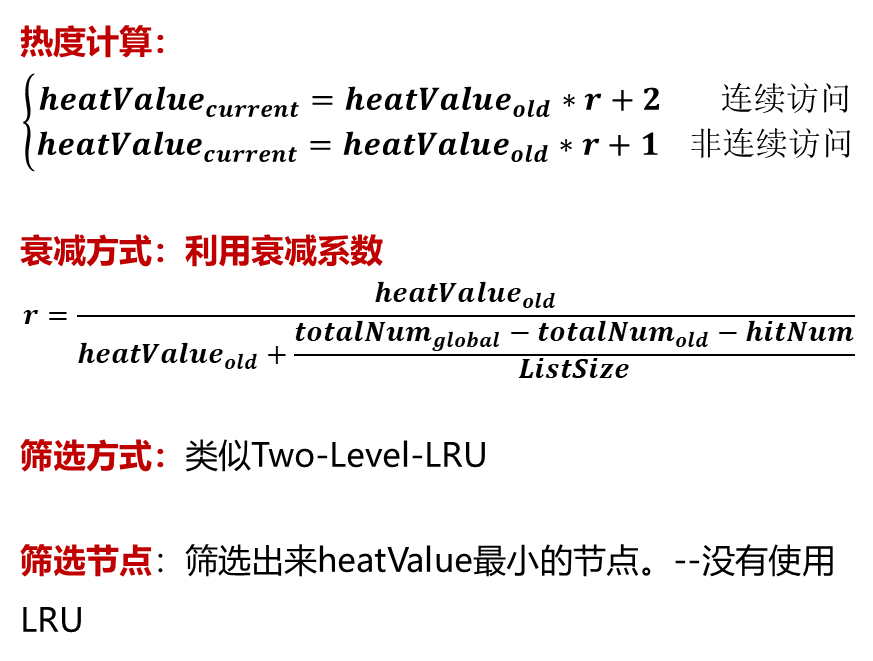 热度计算：
heatValue_current = heatValue_old * r + 2 连续访问
heatValue_current = heatValue_old * r + 1 非连续访问
衰减方式：利用衰减系数
r = heatValue_old / (heatValue_old + (totalNum_global − totalNum_old − hitNum) / ListSize)
筛选方式：类似Two-Level-LRU
筛选节点：筛选出来heatValue最小的节点。--没有使用
LRU